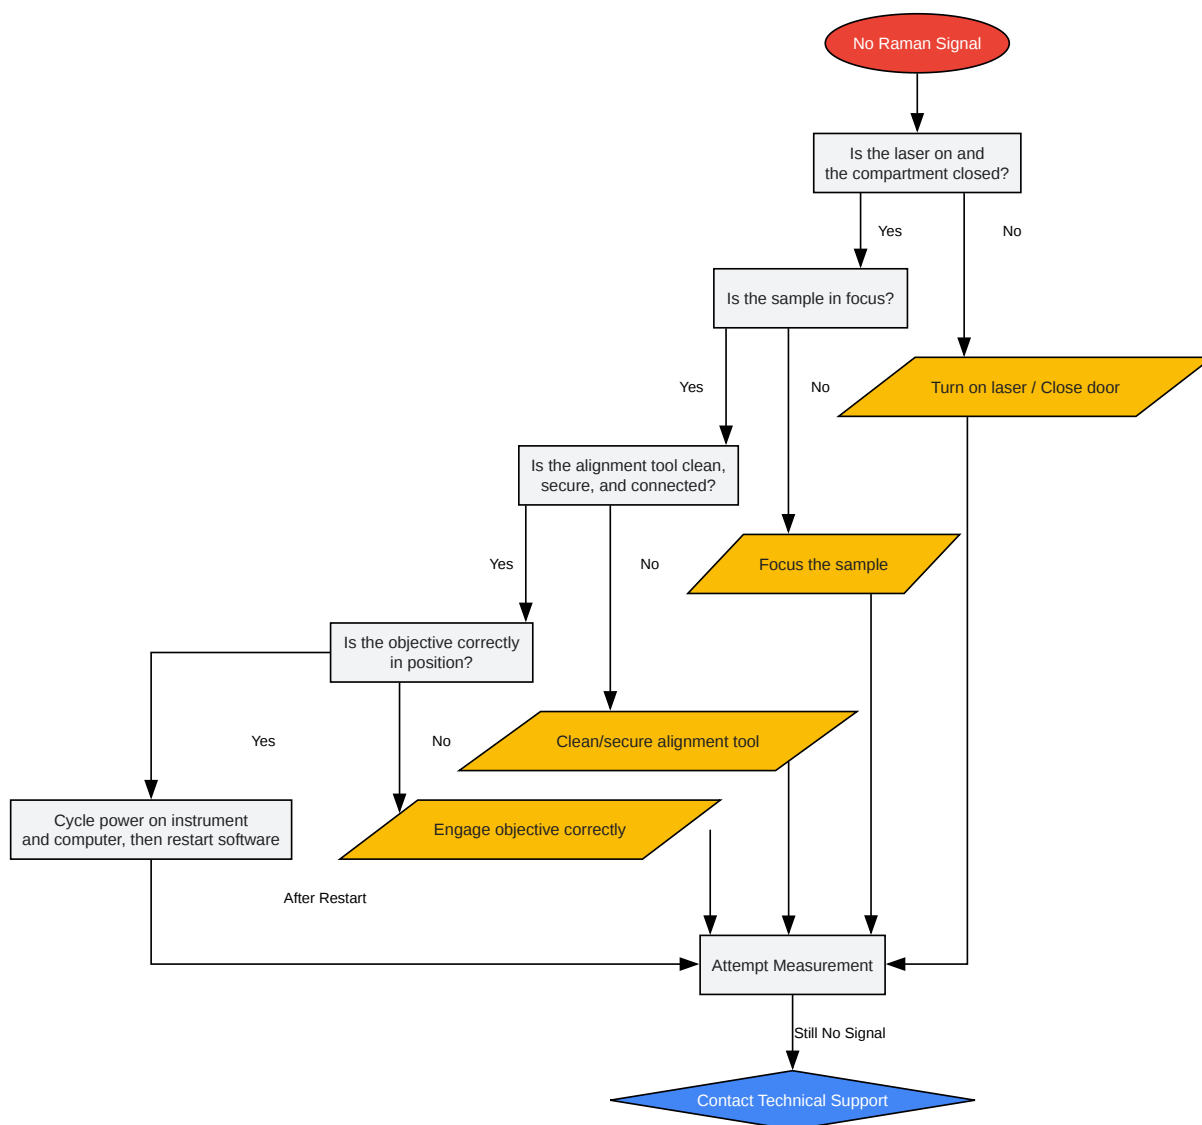 No Raman Signal
Is the laser on and
the compartment closed?
Yes
No
Is the sample in focus?
Turn on laser / Close door
Yes
No
Is the alignment tool clean,
secure, and connected?
Yes
No
Focus the sample
Is the objective correctly
in position?
Yes
No
Clean/secure alignment tool
Cycle power on instrument
and computer, then restart software
Engage objective correctly
After Restart
Attempt Measurement
Still No Signal
Contact Technical Support